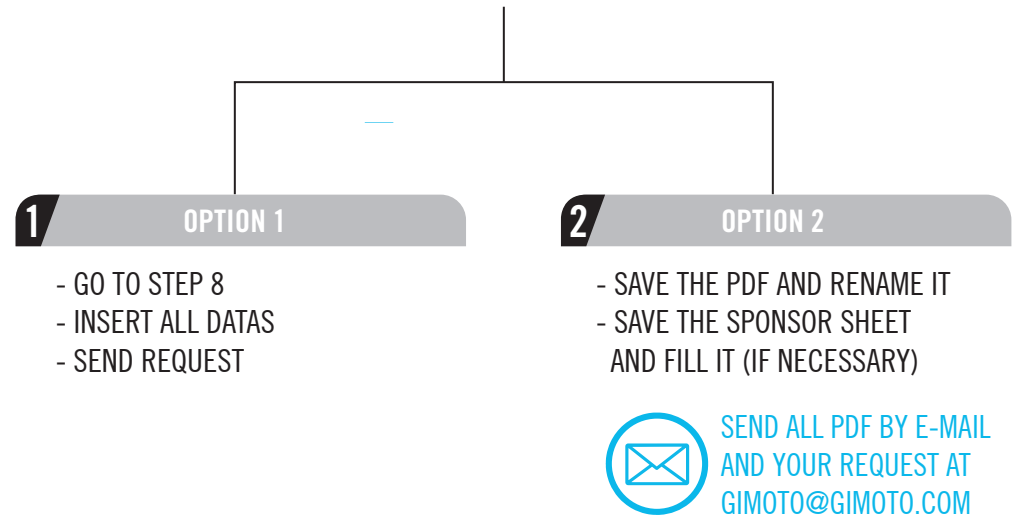 1 OPTION 1
- GO TO STEP 8
- INSERT ALL DATAS
- SEND REQUEST
2 OPTION 2
- SAVE THE PDF AND RENAME IT
- SAVE THE SPONSOR SHEET
AND FILL IT (IF NECESSARY)
SEND ALL PDF BY E-MAIL
AND YOUR REQUEST AT
GIMOTO@GIMOTO.COM